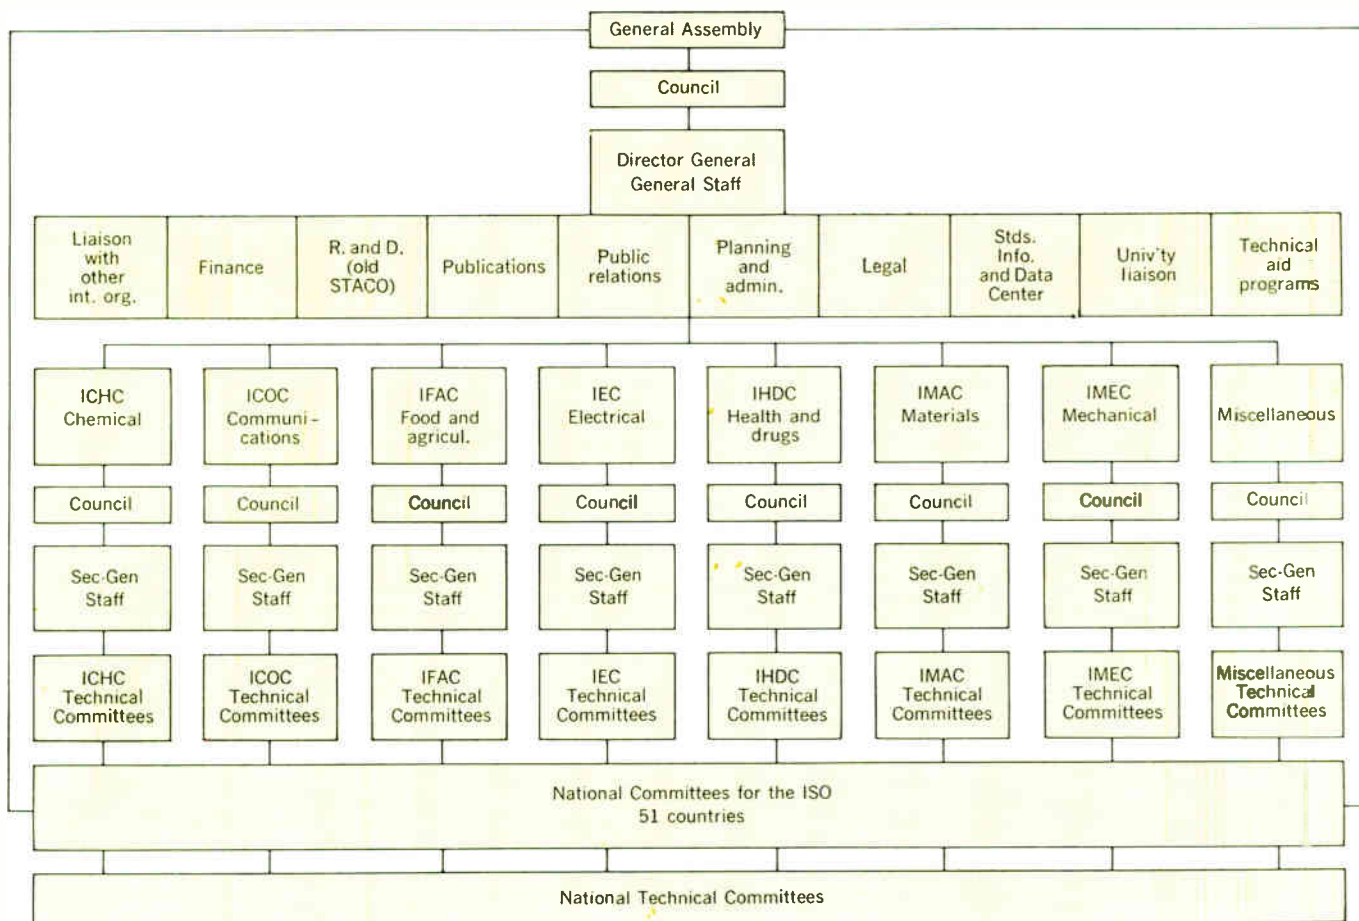 General Assembly
Council
Director General
General Staff
Liaison
with
other
int. org.
Finance
R. and D.
(old
STACO)
Publications
Public
relations
Planning
and
admin.
Legal
Stds.
Info.
and Data
Center
Univ'ty
liaison
Technical
aid
programs
ICHC
Chemical
ICOC
Communi-
cations
IFAC
Food and
agricul.
IEC
Electrical
IHDC
Health and
drugs
IMAC
Materials
IMEC
Mechanical
Miscellaneous
Council
Council
Council
Council
Council
Council
Council
Council
Sec-Gen
Staff
Sec-Gen
Staff
Sec-Gen
Staff
Sec-Gen
Staff
Sec-Gen
Staff
Sec-Gen
Staff
Sec-Gen
Staff
Sec-Gen
Staff
ICHC
Technical
Committees
ICOC
Technical
Committees
IFAC
Technical
Committees
IEC
Technical
Committees
IHDC
Technical
Committees
IMAC
Technical
Committees
IMEC
Technical
Committees
Miscellaneous
Technical
Committees
National Committees for the ISO
51 countries
National Technical Committees